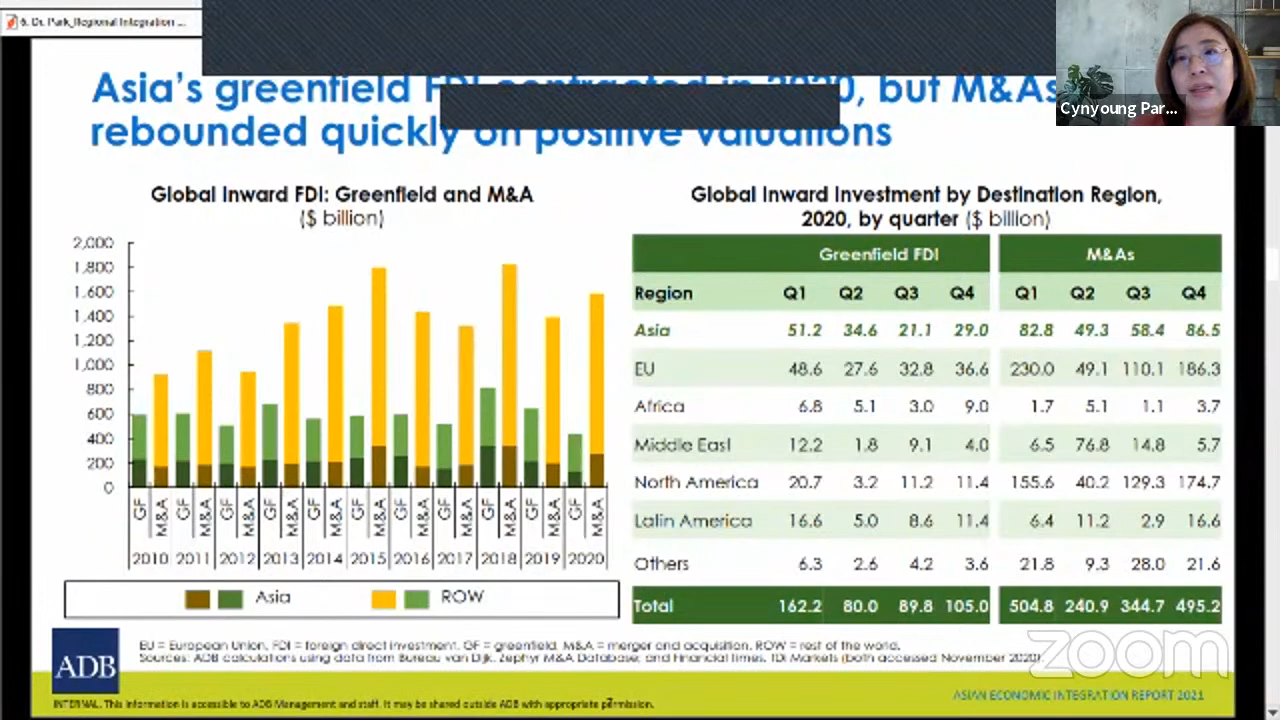 6. Dr. Park_Regional Integration ...
Cynyoung Par...
Asia's greenfield FDI contracted in 2020, but M&As
rebounded quickly on positive valuations
Global Inward FDI: Greenfield and M&A
($ billion)
2,000
1,800
1,600
1,400
1,200
1,000
800
600
400
200
0
GF M&A GF M&A GF M&A GF M&A GF M&A GF M&A GF M&A GF M&A GF M&A GF M&A GF M&A
2010 2011 2012 2013 2014 2015 2016 2017 2018 2019 2020
Asia ROW
Global Inward Investment by Destination Region,
2020, by quarter ($ billion)
Greenfield FDI M&As
Region Q1 Q2 Q3 Q4 Q1 Q2 Q3 Q4
Asia 51.2 34.6 21.1 29.0 82.8 49.3 58.4 86.5
EU 48.6 27.6 32.8 36.6 230.0 49.1 110.1 186.3
Africa 6.8 5.1 3.0 9.0 1.7 5.1 1.1 3.7
Middle East 12.2 1.8 9.1 4.0 6.5 76.8 14.8 5.7
North America 20.7 3.2 11.2 11.4 155.6 40.2 129.3 174.7
Latin America 16.6 5.0 8.6 11.4 6.4 11.2 2.9 16.6
Others 6.3 2.6 4.2 3.6 21.8 9.3 28.0 21.6
Total 162.2 80.0 89.8 105.0 504.8 240.9 344.7 495.2
ADB
EU = European Union, FDI = foreign direct investment, GF = greenfield, M&A = merger and acquisition, ROW = rest of the world.
Sources: ADB calculations using data from Bureau van Dijk, Zephyr M&A Database; and Financial Times, fDi Markets (both accessed November 2020).
zoom
INTERNAL. This information is accessible to ADB Management and staff. It may be shared outside ADB with appropriate permission.
ASIAN ECONOMIC INTEGRATION REPORT 2021